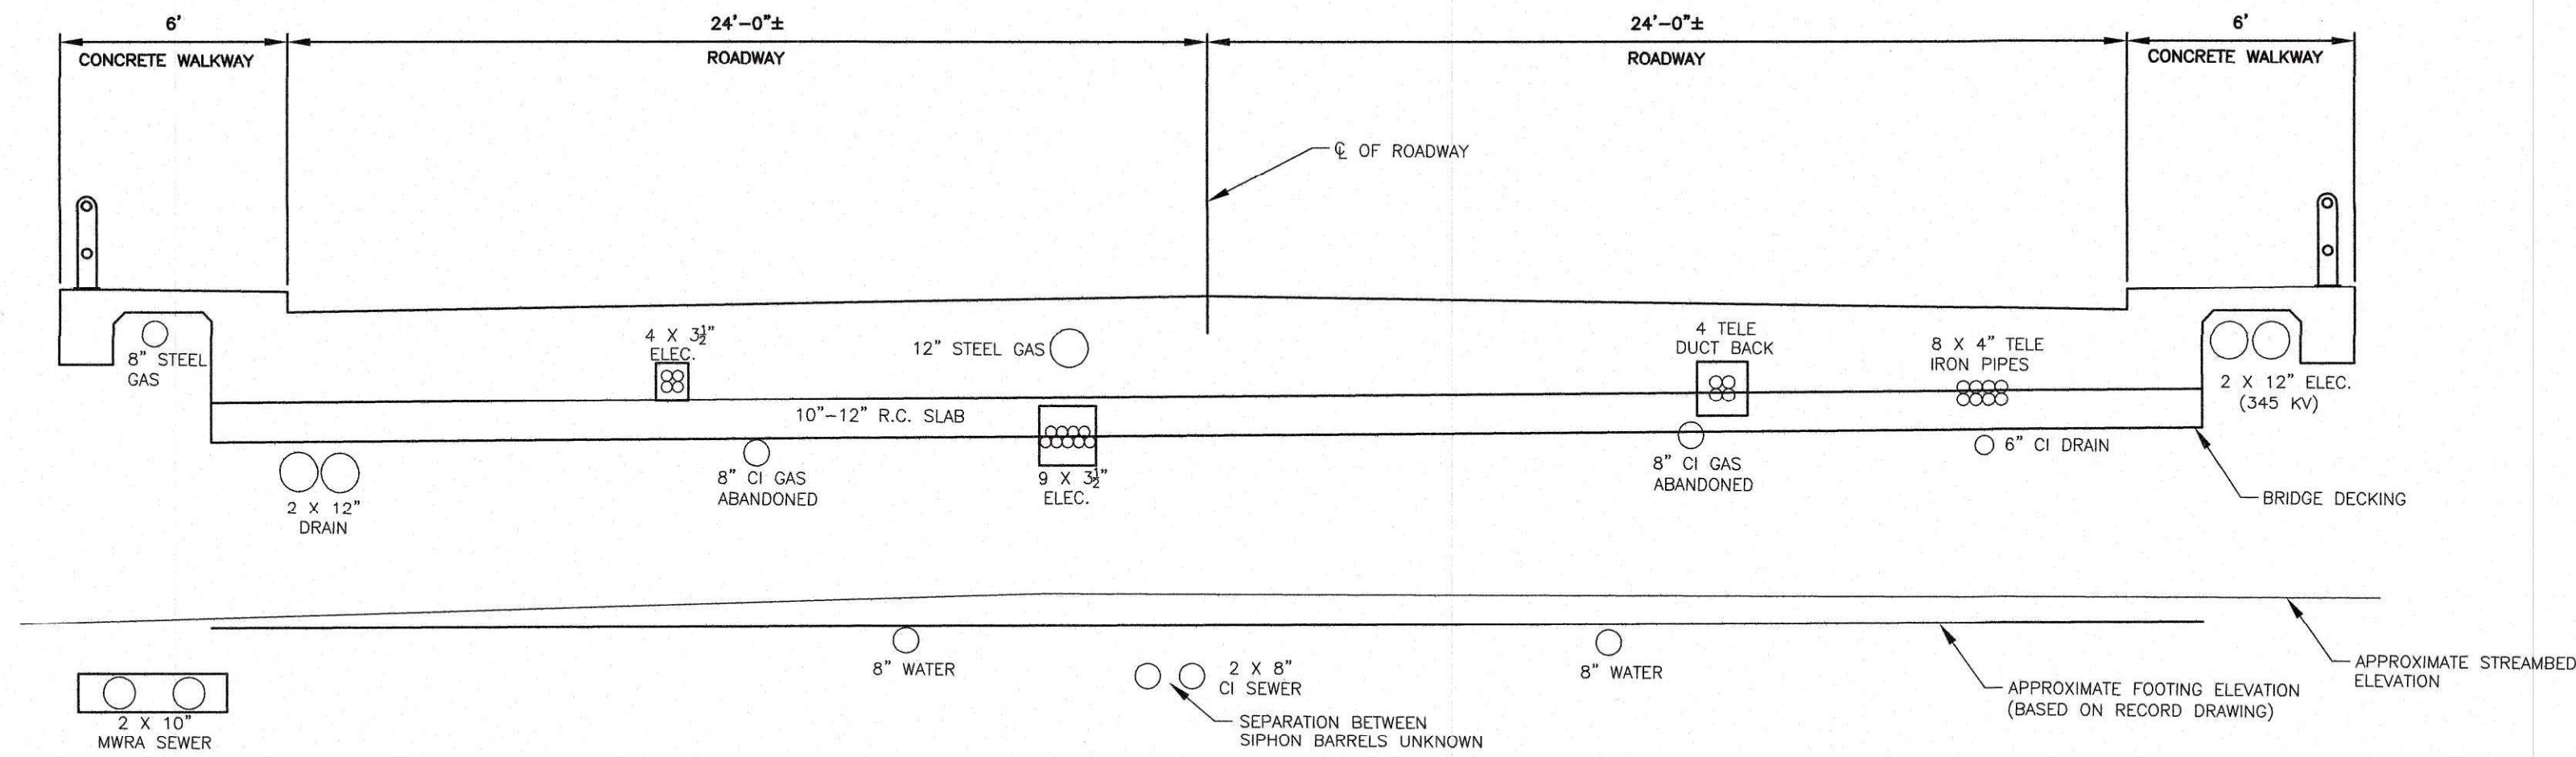 6'
24'-0"±
24'-0"±
6'
CONCRETE WALKWAY
ROADWAY
ROADWAY
CONCRETE WALKWAY
℄ OF ROADWAY
8" STEEL
GAS
4 X 3½"
ELEC.
12" STEEL GAS
4 TELE
DUCT BACK
8 X 4" TELE
IRON PIPES
2 X 12" ELEC.
(345 KV)
10"-12" R.C. SLAB
2 X 12"
DRAIN
8" CI GAS
ABANDONED
9 X 3½"
ELEC.
8" CI GAS
ABANDONED
6" CI DRAIN
BRIDGE DECKING
8" WATER
2 X 8"
CI SEWER
8" WATER
APPROXIMATE STREAMBED
ELEVATION
APPROXIMATE FOOTING ELEVATION
(BASED ON RECORD DRAWING)
2 X 10"
MWRA SEWER
SEPARATION BETWEEN
SIPHON BARRELS UNKNOWN